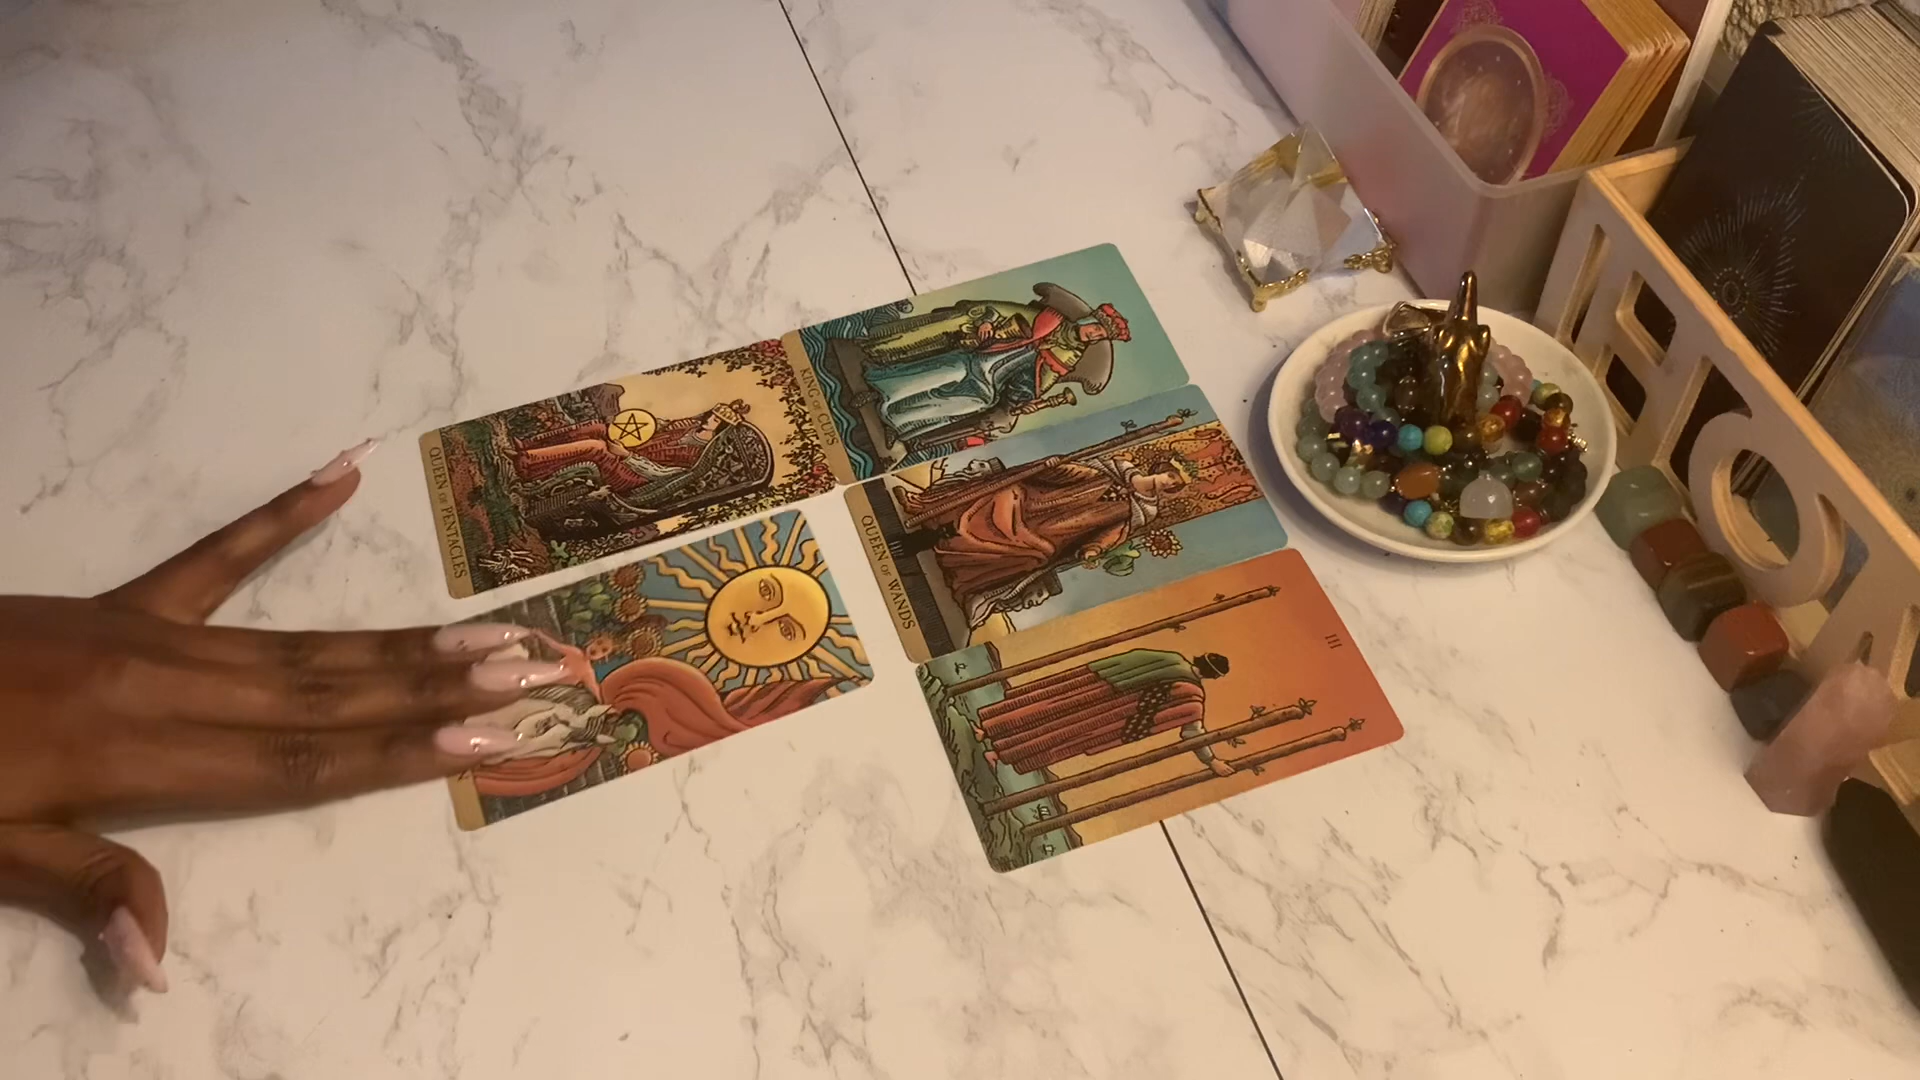 KING OF CUPS
QUEEN OF PENTACLES
QUEEN OF WANDS
III